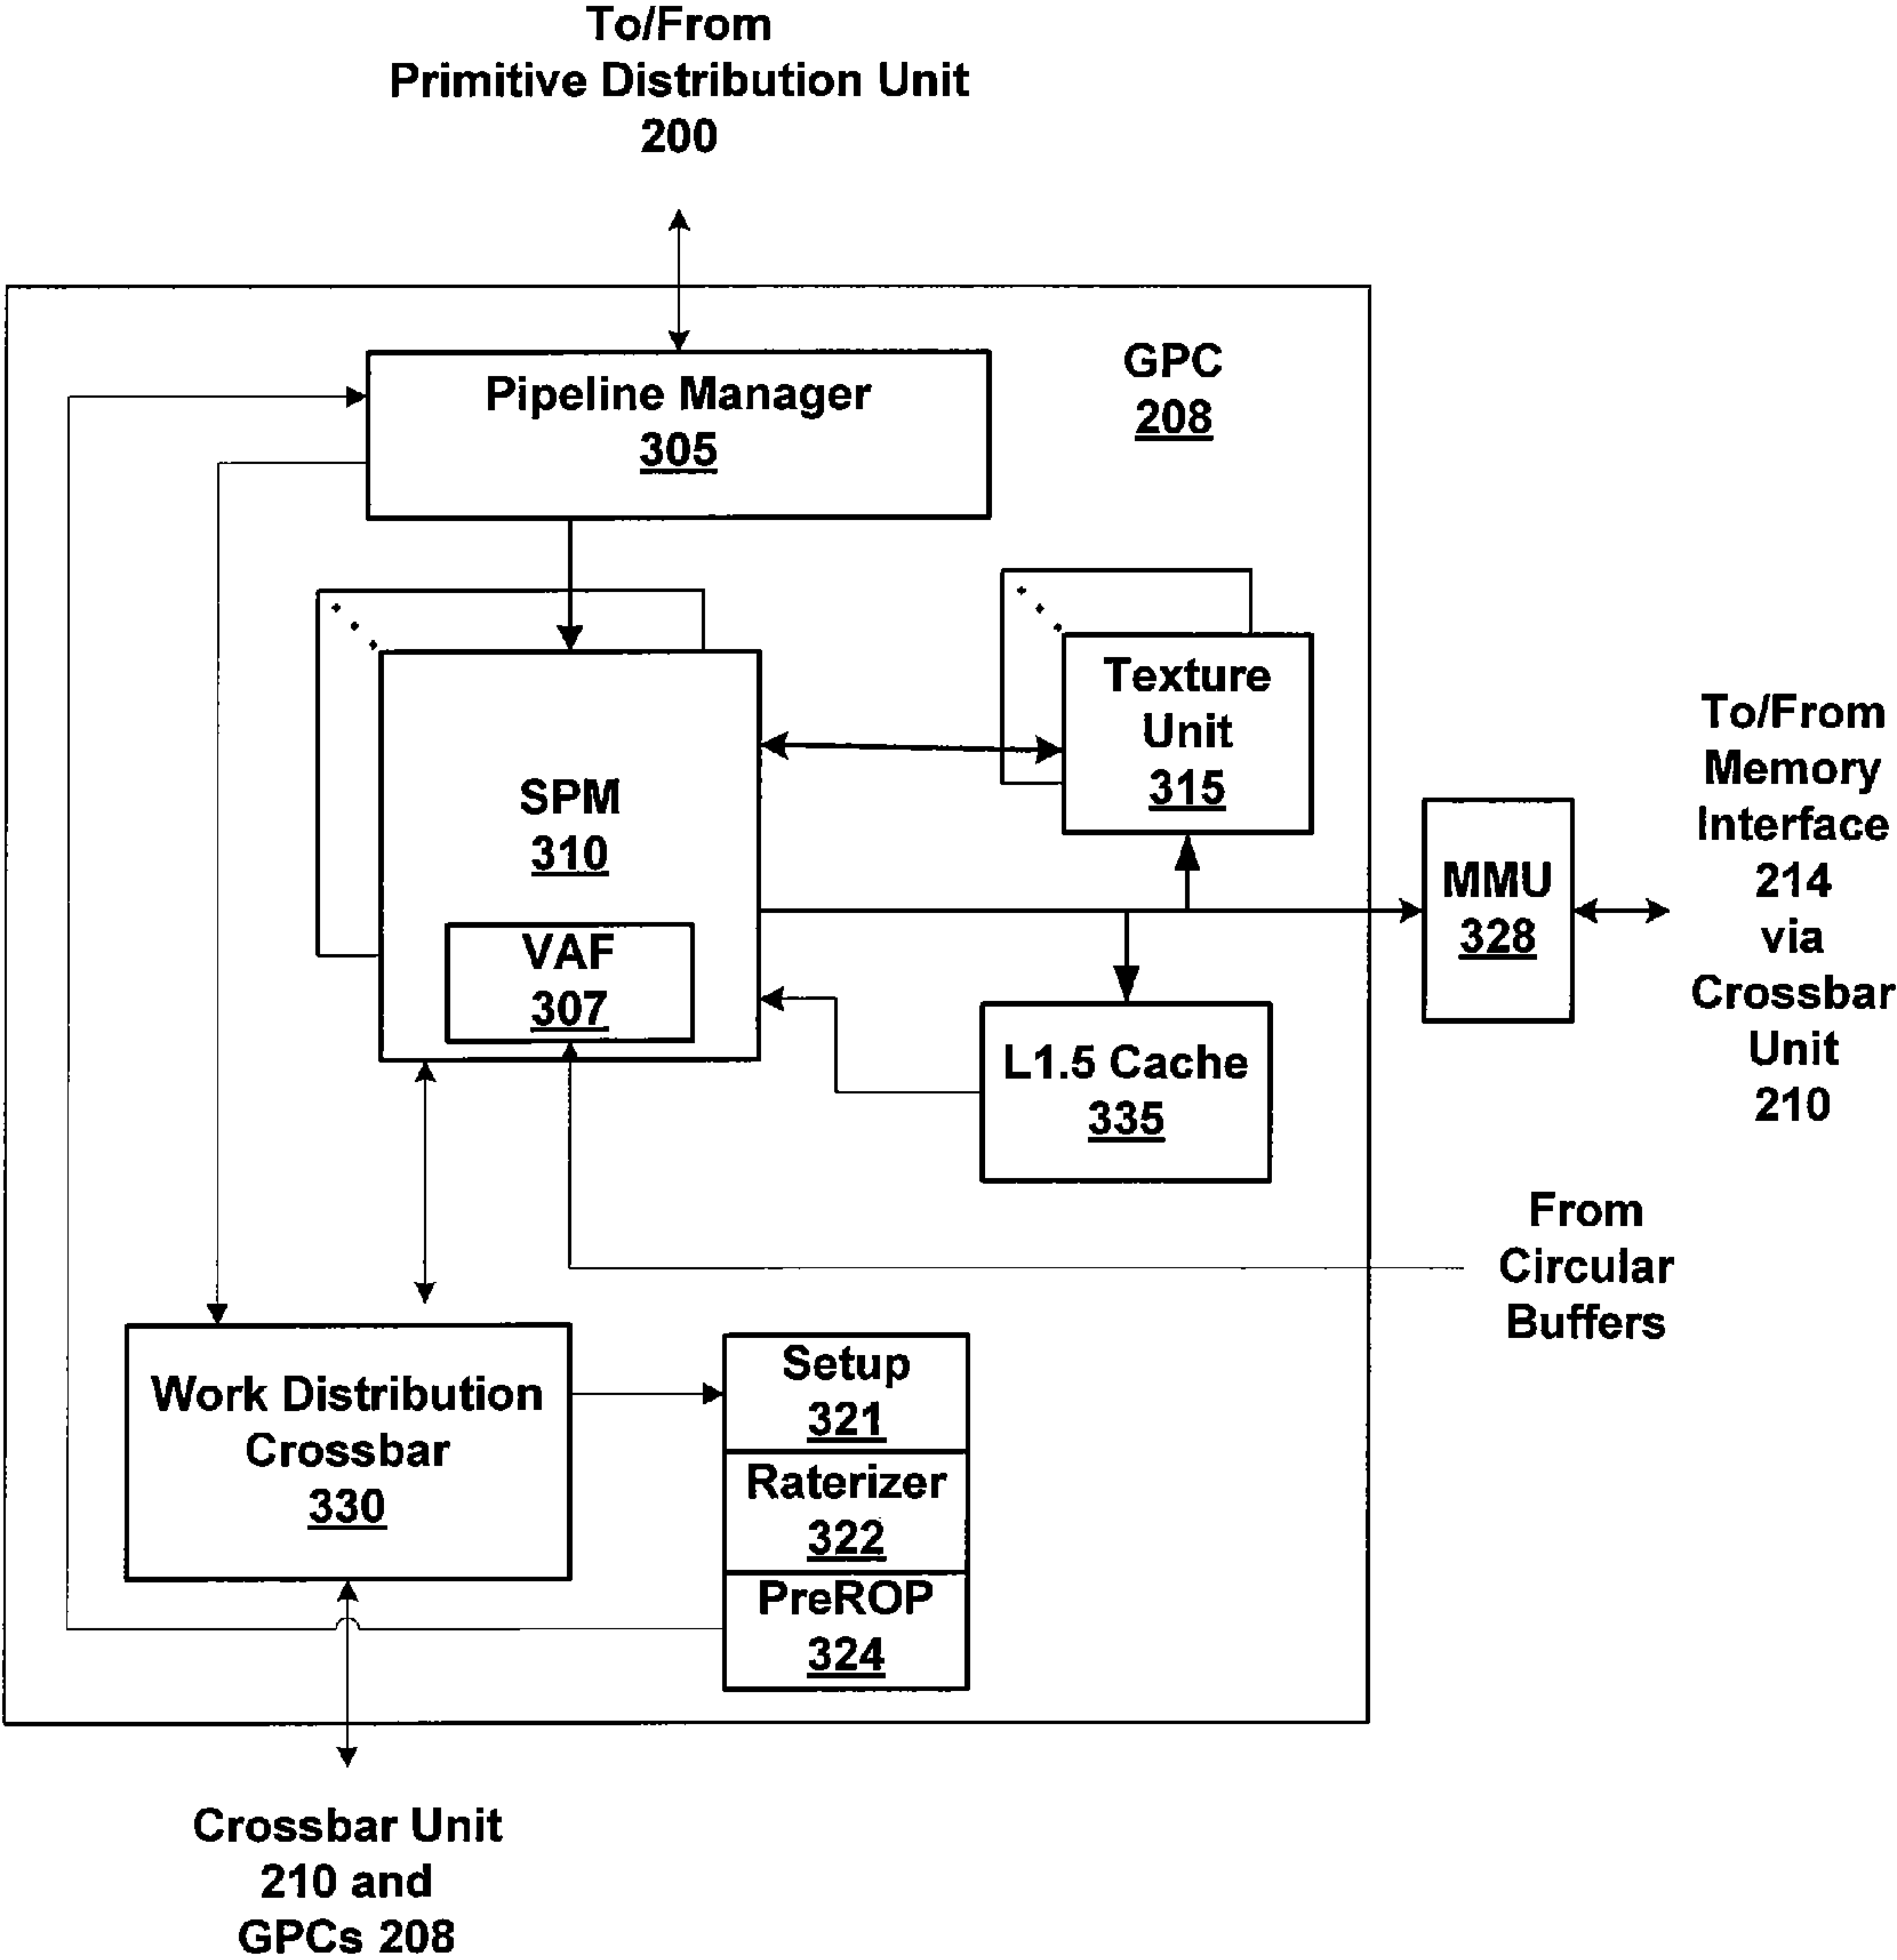 To/From
Primitive Distribution Unit
200
GPC
208
Pipeline Manager
305
Texture
Unit
315
SPM
310
VAF
307
MMU
328
To/From
Memory
Interface
214
via
Crossbar
Unit
210
L1.5 Cache
335
From
Circular
Buffers
Work Distribution
Crossbar
330
Setup
321
Raterizer
322
PreROP
324
Crossbar Unit
210 and
GPCs 208